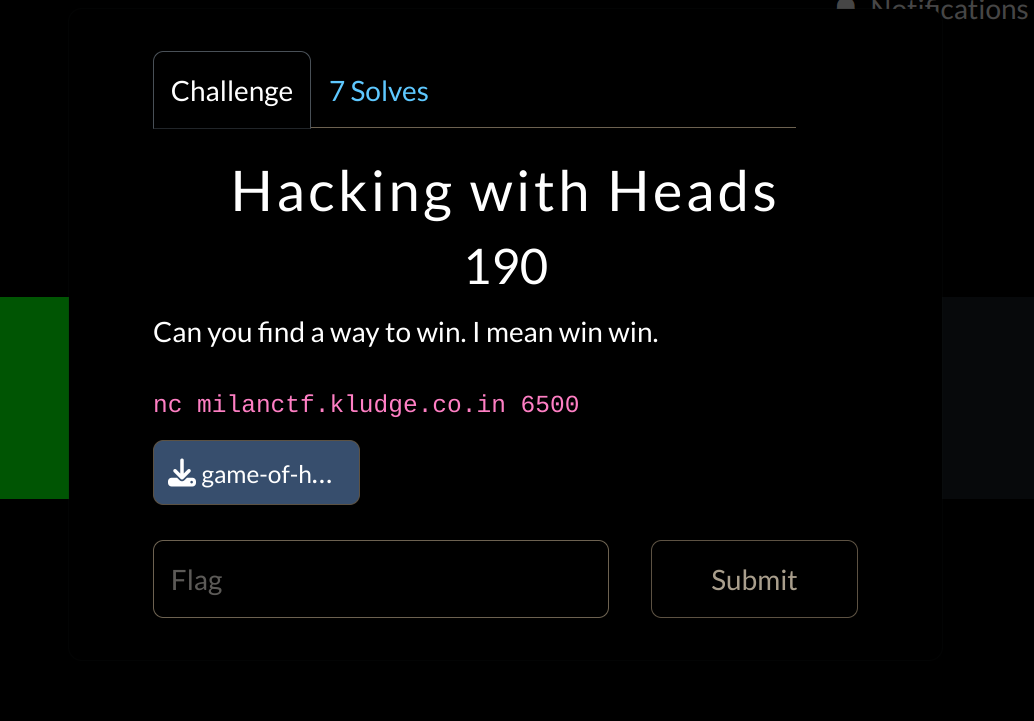 Notifications
Challenge
7 Solves
Hacking with Heads
190
Can you find a way to win. I mean win win.
nc milanctf.kludge.co.in 6500
game-of-h...
Flag
Submit